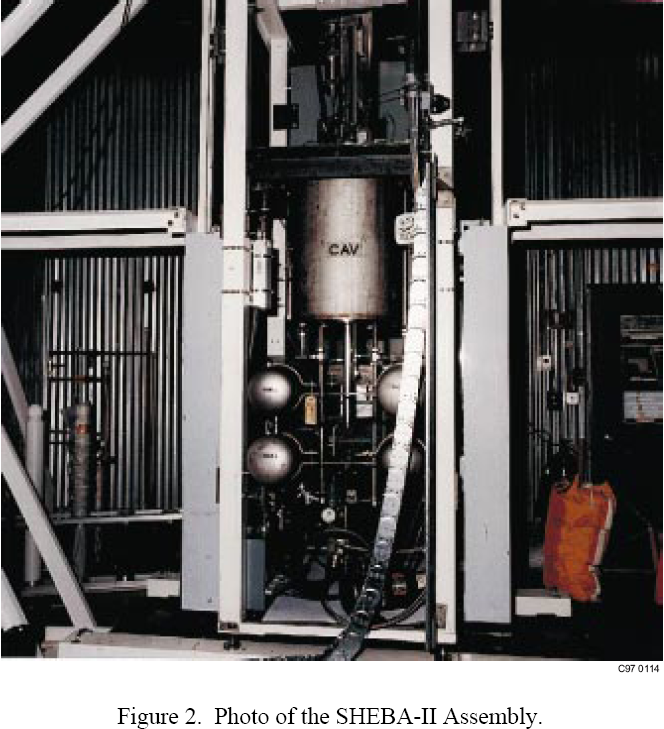 CAV
C97 0114
Figure 2. Photo of the SHEBA-II Assembly.